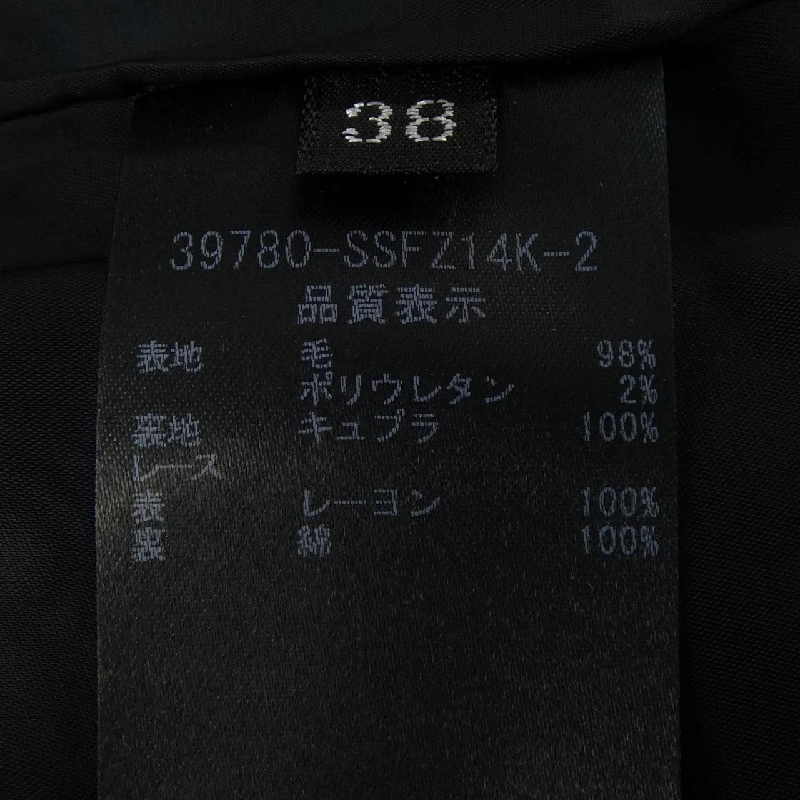 38
39780-SSFZ14K-2
品質表示
表地 毛 98%
ポリウレタン 2%
裏地 キュプラ 100%
レース
表 レーヨン 100%
裏 綿 100%